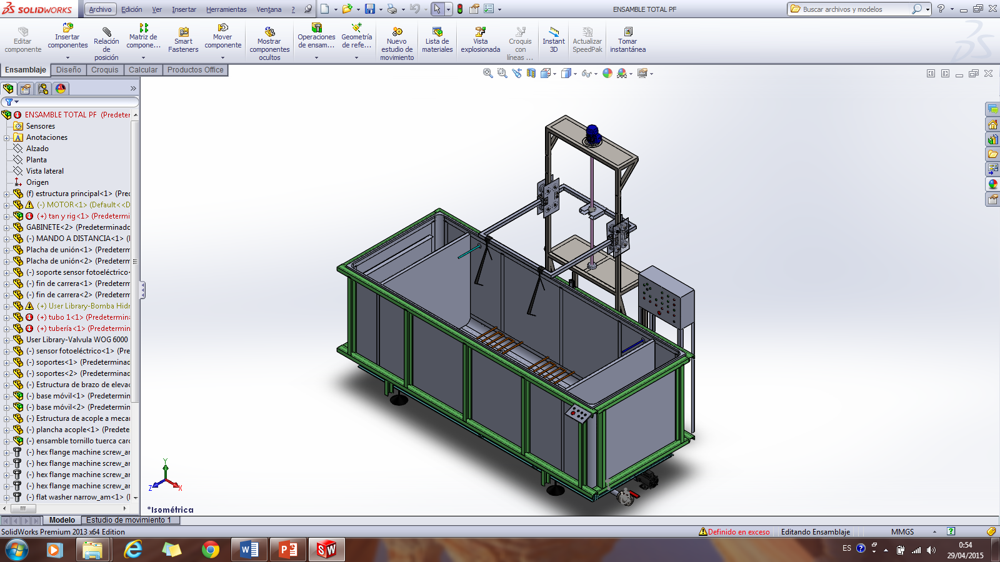 SOLIDWORKS
Archivo Edición Ver Insertar Herramientas Ventana ?
ENSAMBLE TOTAL PF
Buscar archivos y modelos
Editar componente
Insertar componentes
Relación de posición
Matriz de compone...
Smart Fasteners
Mover componente
Mostrar componentes ocultos
Operaciones de ensam...
Geometría de refe...
Nuevo estudio de movimiento
Lista de materiales
Vista explosionada
Croquis con líneas ...
Instant 3D
Actualizar SpeedPak
Tomar instantánea
Ensamblaje Diseño Croquis Calcular Productos Office
ENSAMBLE TOTAL PF (Predeter
Sensores
Anotaciones
Alzado
Planta
Vista lateral
Origen
(f) estructura principal<1> (Pred
(-) MOTOR<1> (Default<<D
(+) tan y rig<1> (Predetermi
GABINETE<2> (Predeterminado
(-) MANDO A DISTANCIA<1> (
Placha de unión<1> (Predeterm
Placha de unión<2> (Predeterm
(-) soporte sensor fotoeléctrico
(-) fin de carrera<1> (Predeterm
(-) fin de carrera<2> (Predeterm
(+) User Library-Bomba Hidr
(+) tubo 1<1> (Predetermin
(+) tubería<1> (Predetermin
User Library-Valvula WOG 6000
(-) sensor fotoeléctrico<1> (Pre
(-) soportes<1> (Predeterminac
(-) soportes<2> (Predeterminac
(-) Estructura de brazo de elevac
(-) base móvil<1> (Predetermin
(-) base móvil<2> (Predetermin
(-) Estructura de acople a mecar
(-) plancha acople<1> (Predete
(-) ensamble tornillo tuerca carc
(-) hex flange machine screw_ar
(-) hex flange machine screw_ar
(-) hex flange machine screw_ar
(-) hex flange machine screw_ar
(-) flat washer narrow_am<1> (
Y
Z
X
*Isométrica
Modelo Estudio de movimiento 1
SolidWorks Premium 2013 x64 Edition
Definido en exceso Editando Ensamblaje MMGS
ES
0:54
29/04/2015